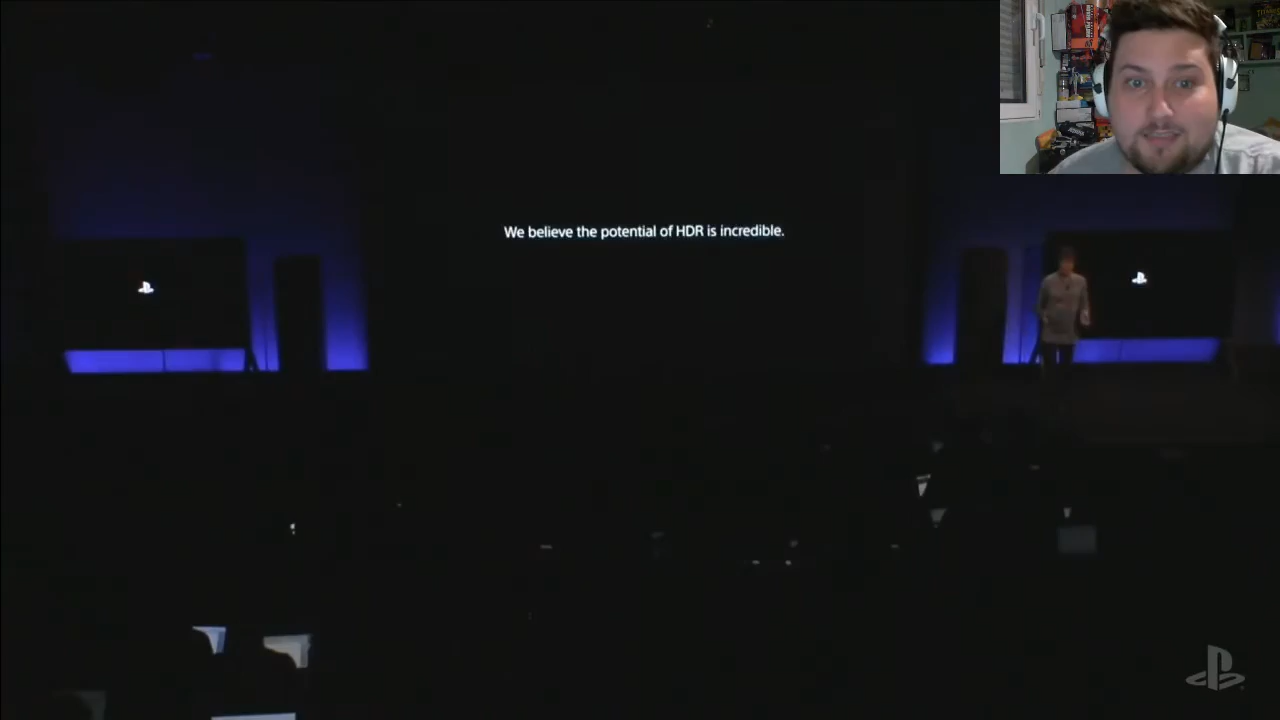 We believe the potential of HDR is incredible.